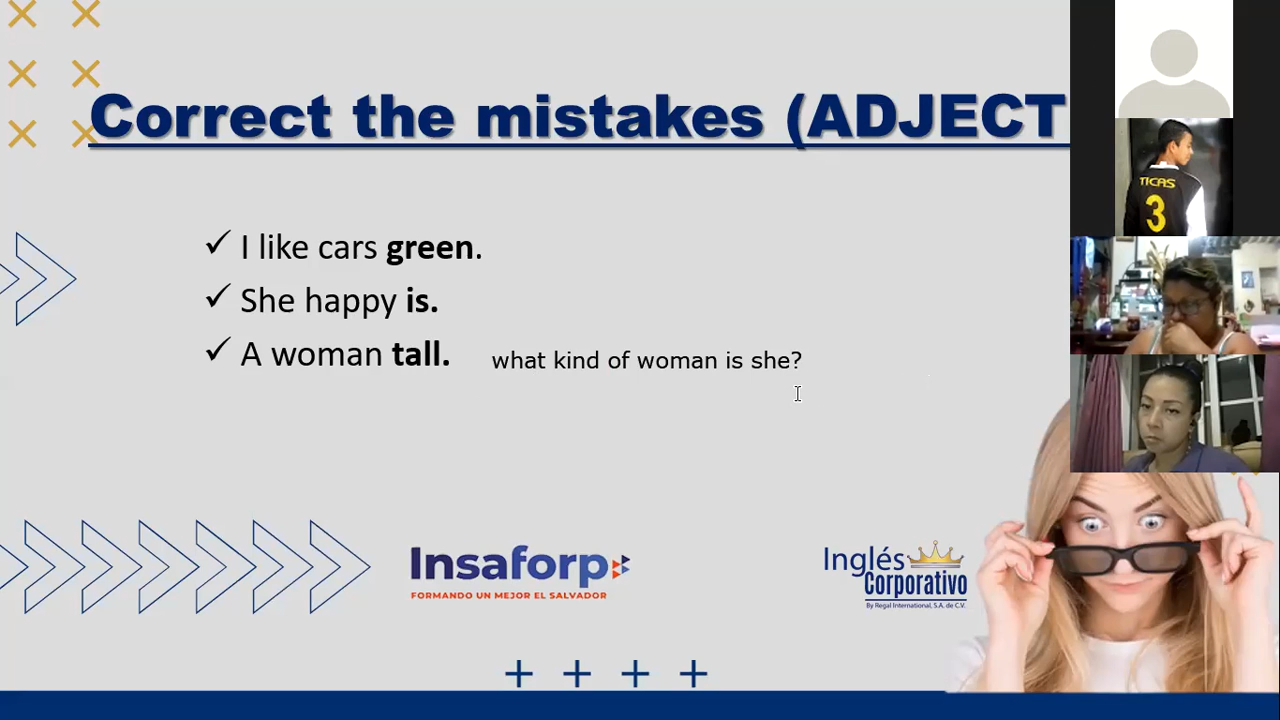 Correct the mistakes (ADJECT
I like cars green.
She happy is.
A woman tall.
what kind of woman is she?
Insaforp
FORMANDO UN MEJOR EL SALVADOR
Inglés
Corporativo
By Regal International, S.A. de C.V.
TICAS
3